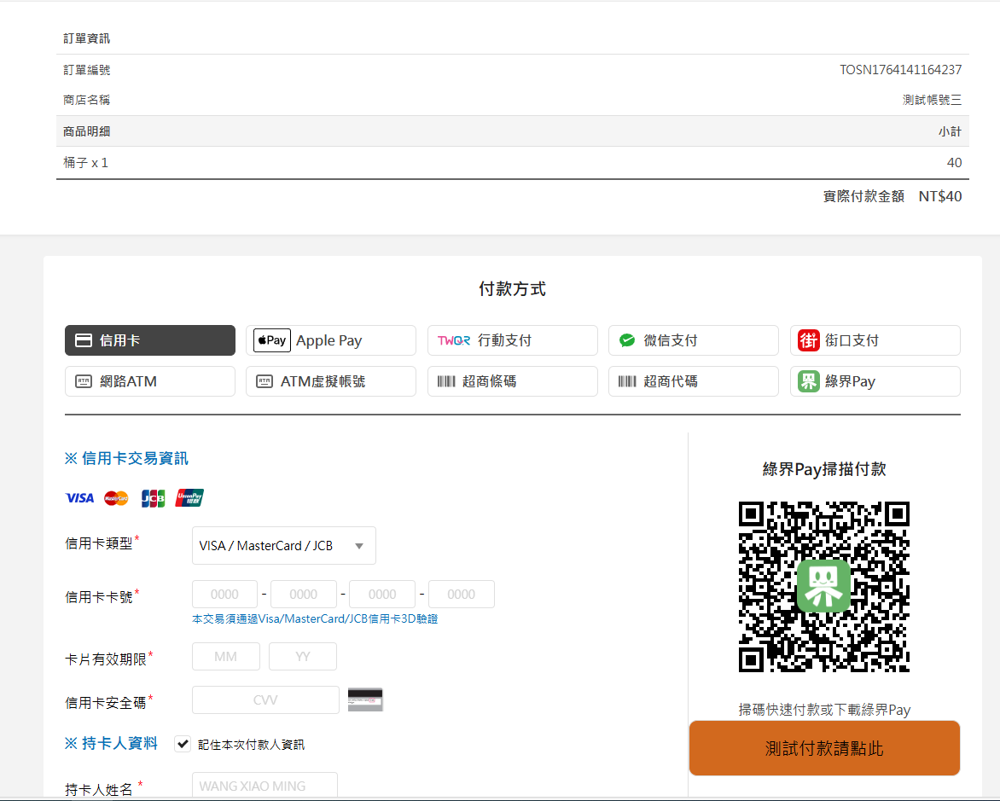 訂單資訊
訂單編號 TOSN1764141164237
商店名稱 測試帳號三
商品明細 小計
桶子 x 1 40
實際付款金額 NT$40
付款方式
信用卡 Pay Apple Pay TWQR 行動支付 微信支付 街 街口支付
ATM 網路ATM ATM ATM虛擬帳號 超商條碼 超商代碼 綠界Pay
※ 信用卡交易資訊
綠界Pay掃描付款
VISA MasterCard JCB UnionPay 银联
信用卡類型* VISA / MasterCard / JCB
信用卡卡號* 0000 - 0000 - 0000 - 0000
本交易須通過Visa/MasterCard/JCB信用卡3D驗證
卡片有效期限* MM YY
信用卡安全碼* CVV
掃碼快速付款或下載綠界Pay
※ 持卡人資料 記住本次付款人資訊
測試付款請點此
持卡人姓名 * WANG XIAO MING